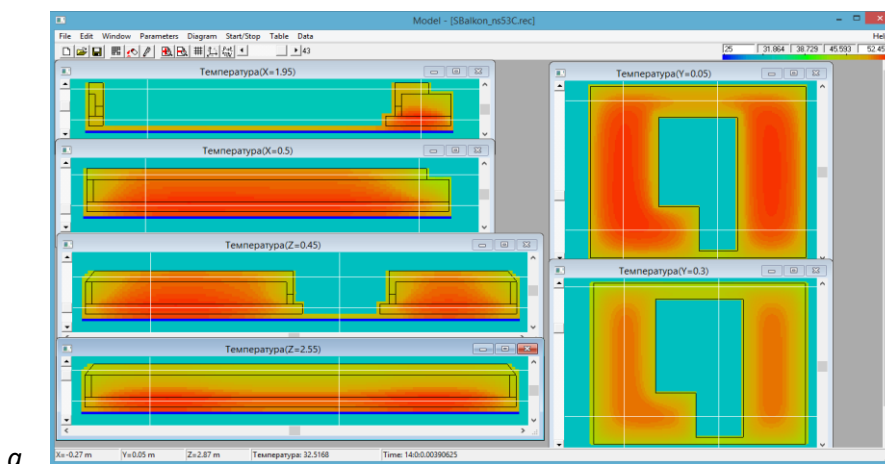 Model - [SBalkon_ns53C.rec]
File Edit Window Parameters Diagram Start/Stop Table Data Hel
43
25 31.864 38.729 45.593 52.45
Температура(X=1.95)
Температура(Y=0.05)
Температура(X=0.5)
Температура(Z=0.45)
Температура(Y=0.3)
Температура(Z=2.55)
X=-0.27 m Y=0.05 m Z=2.87 m Температура: 32.5168 Time: 14:0:0.00390625
а